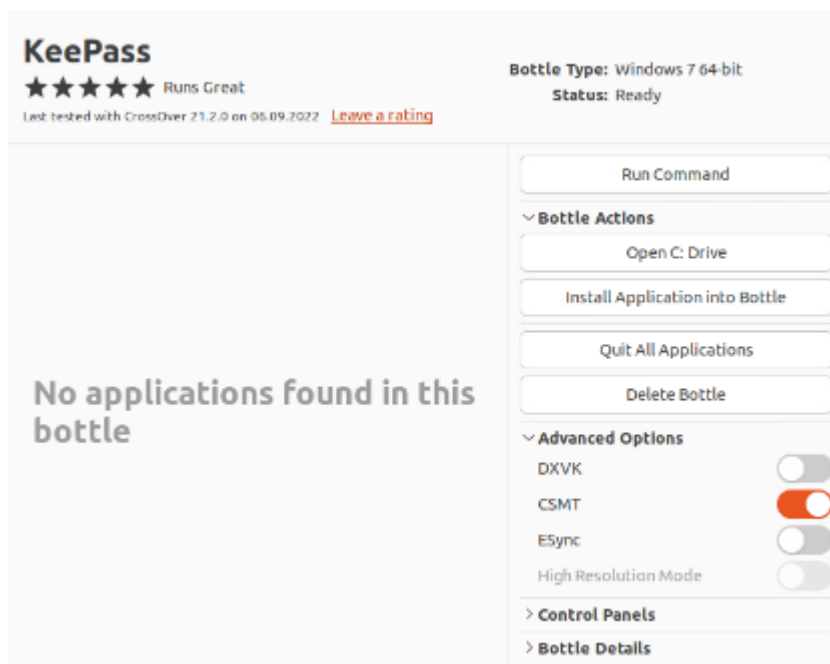 KeePass
Runs Great
Last tested with CrossOver 21.2.0 on 06.09.2022 Leave a rating
Bottle Type: Windows 7 64-bit
Status: Ready
No applications found in this
bottle
Run Command
Bottle Actions
Open C: Drive
Install Application into Bottle
Quit All Applications
Delete Bottle
Advanced Options
DXVK
CSMT
ESync
High Resolution Mode
Control Panels
Bottle Details